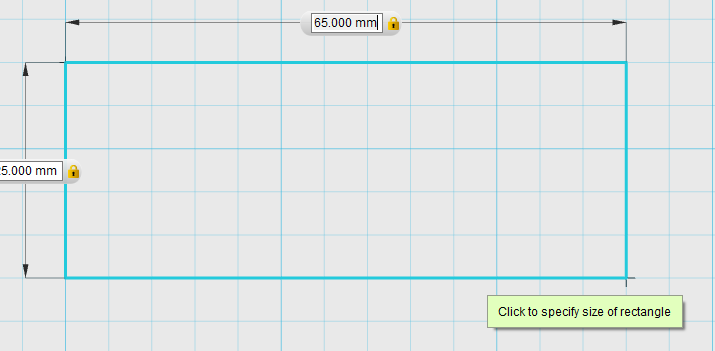 65.000 mm
5.000 mm
Click to specify size of rectangle